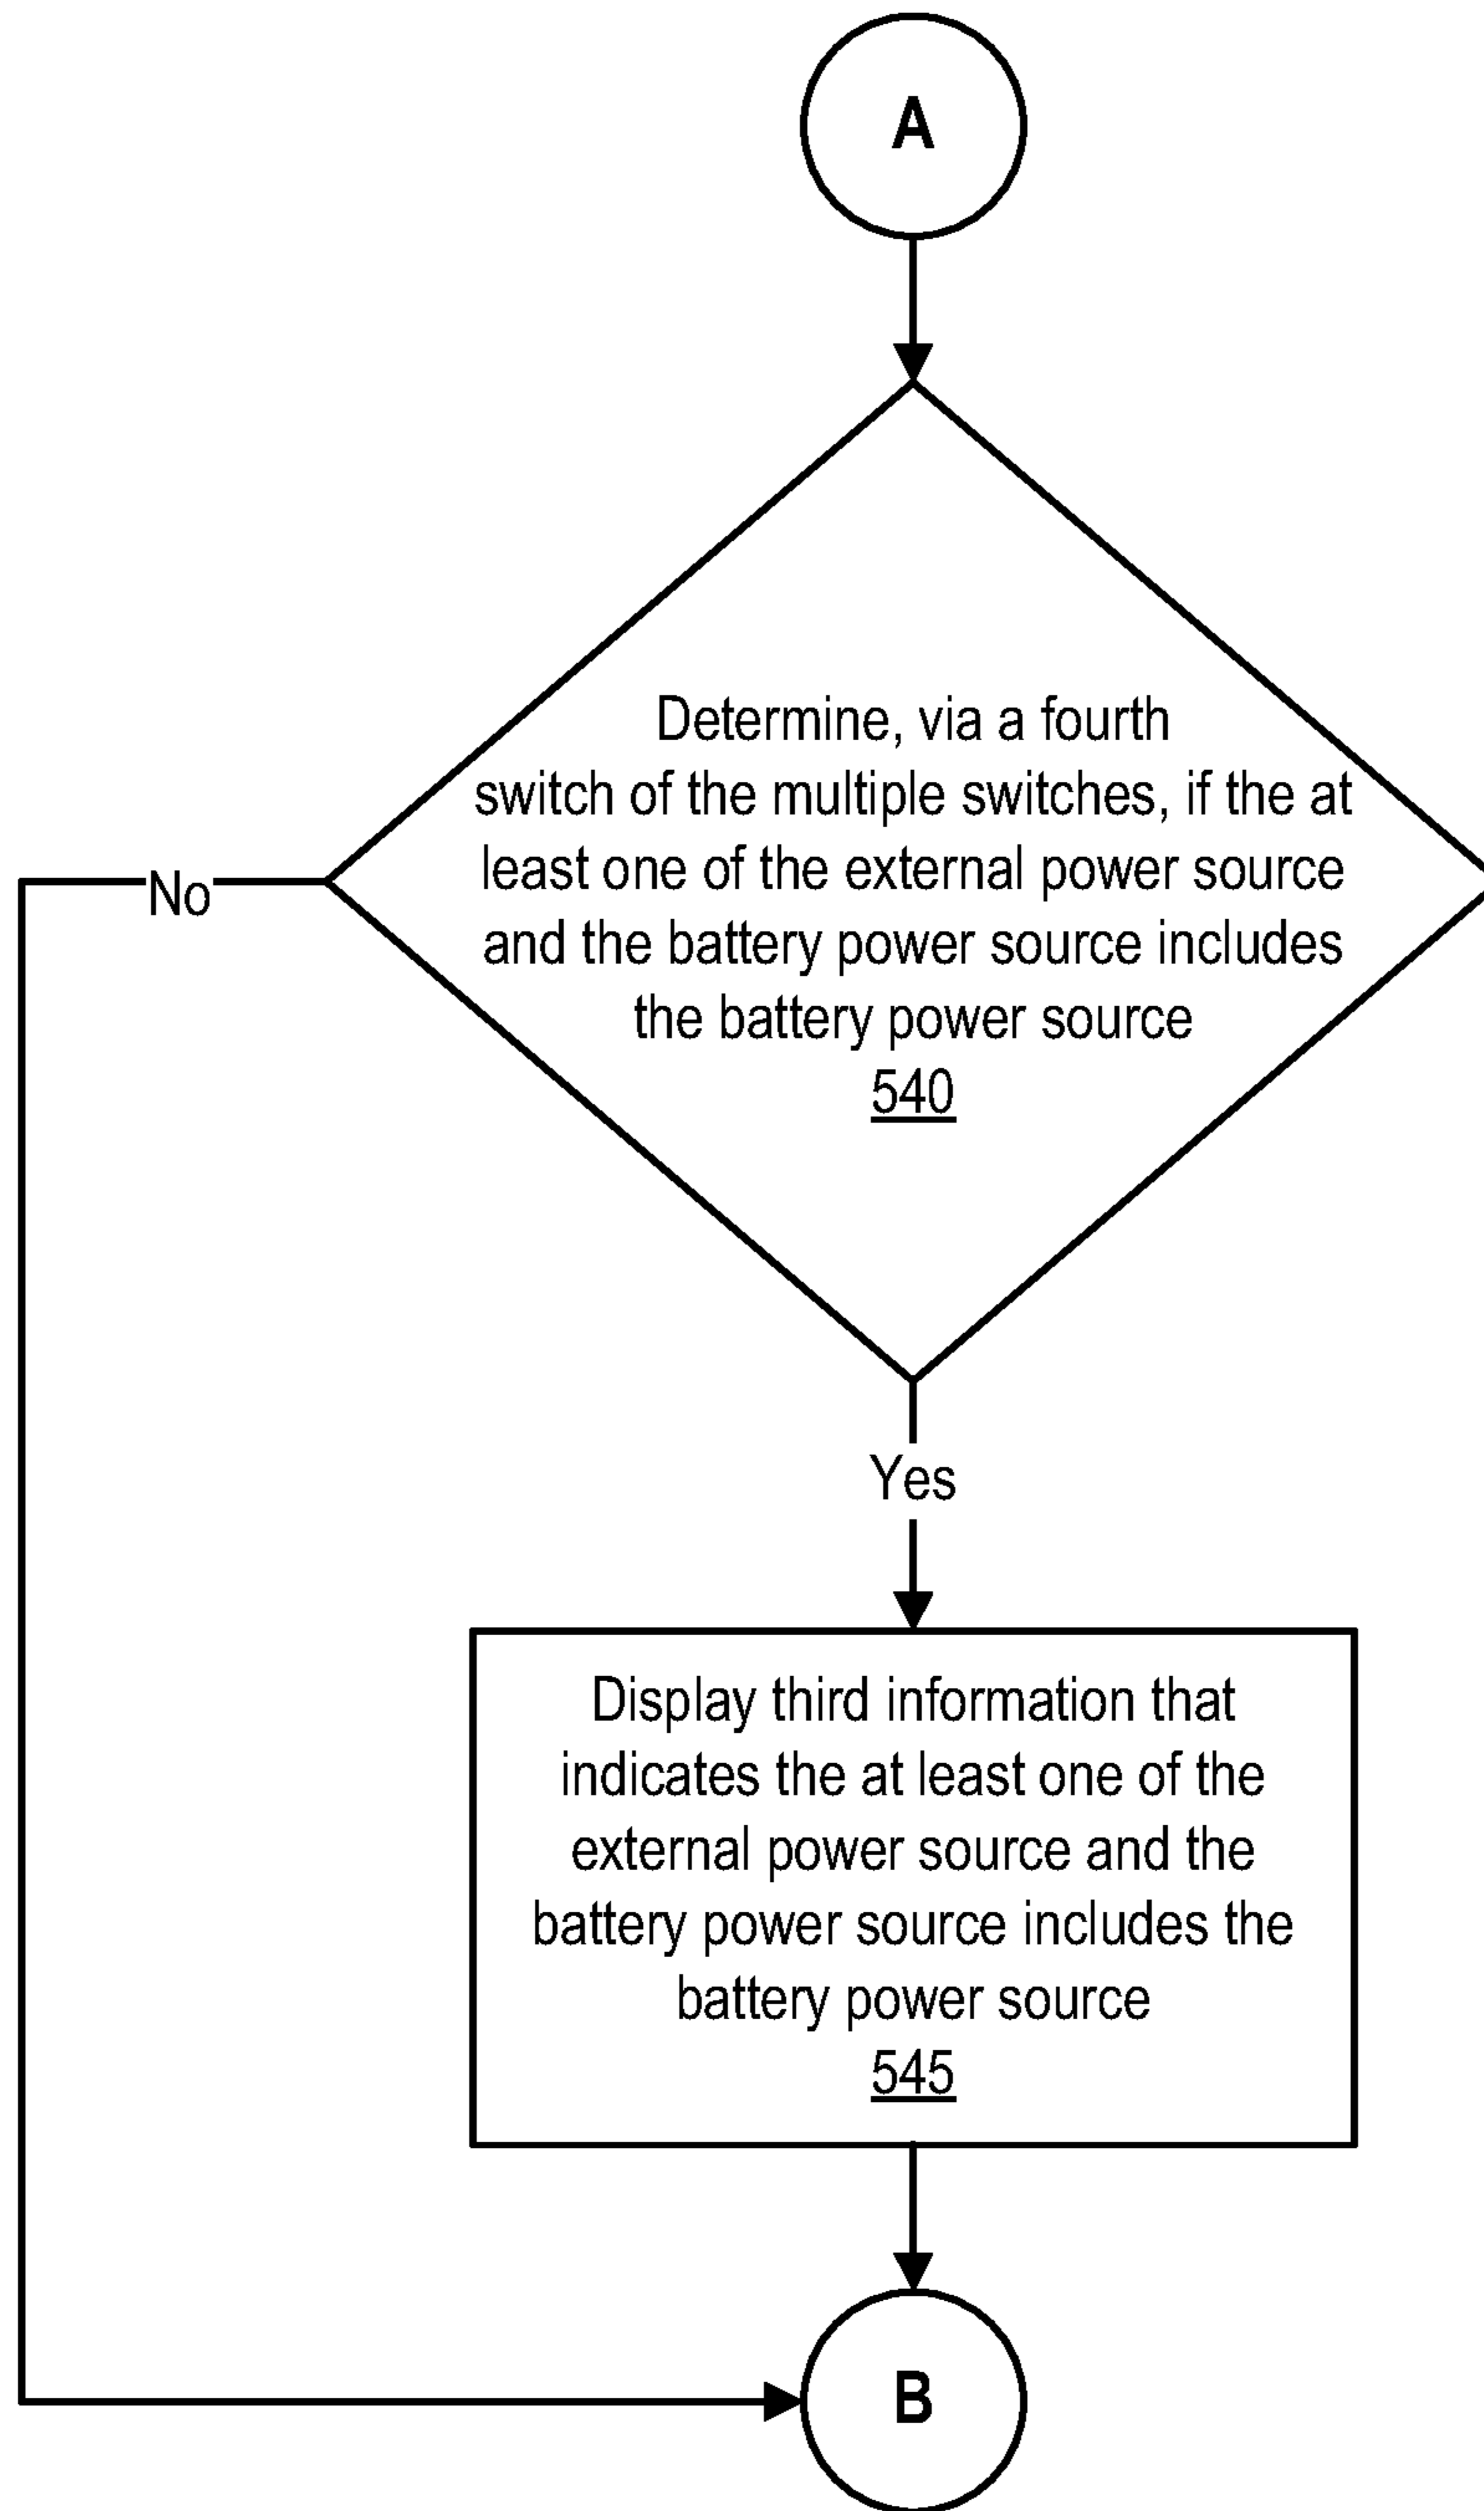 A
Determine, via a fourth
switch of the multiple switches, if the at
least one of the external power source
and the battery power source includes
the battery power source
540
No
Yes
Display third information that
indicates the at least one of the
external power source and the
battery power source includes the
battery power source
545
B